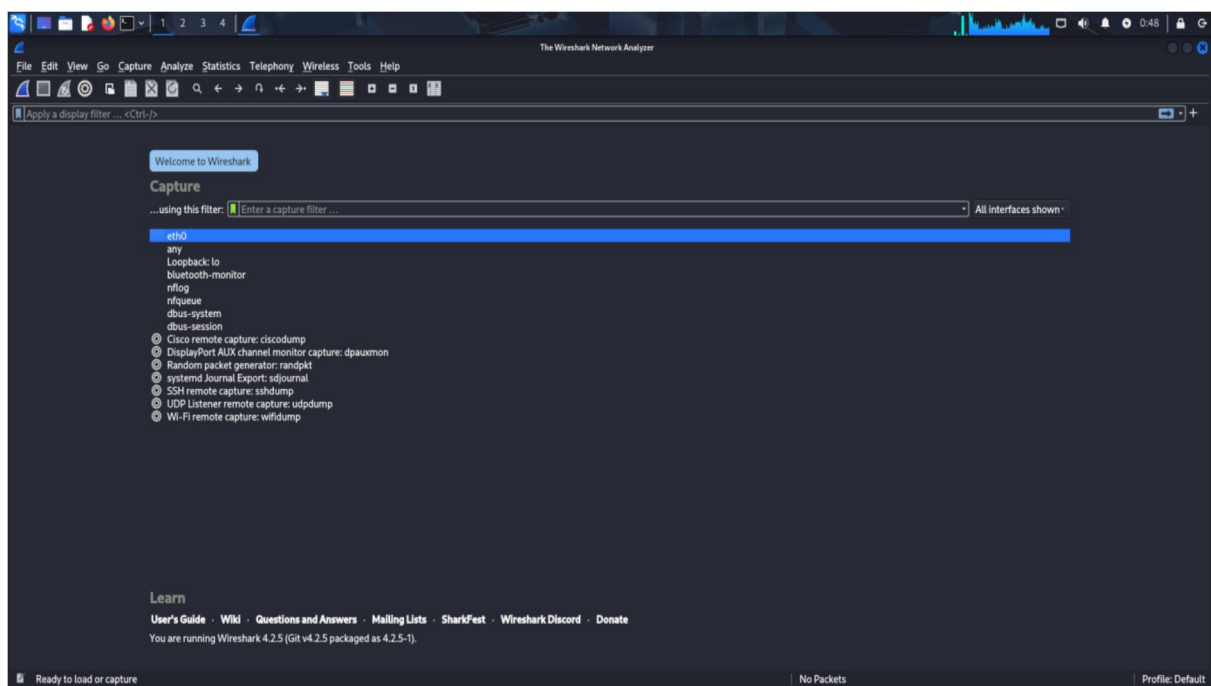 1 2 3 4 0:48
The Wireshark Network Analyzer
File Edit View Go Capture Analyze Statistics Telephony Wireless Tools Help
Apply a display filter ... <Ctrl-/>
Welcome to Wireshark
Capture
...using this filter: Enter a capture filter ... All interfaces shown
eth0
any
Loopback: lo
bluetooth-monitor
nflog
nfqueue
dbus-system
dbus-session
Cisco remote capture: ciscodump
DisplayPort AUX channel monitor capture: dpauxmon
Random packet generator: randpkt
systemd Journal Export: sdjournal
SSH remote capture: sshdump
UDP Listener remote capture: udpdump
Wi-Fi remote capture: wifidump
Learn
User's Guide · Wiki · Questions and Answers · Mailing Lists · SharkFest · Wireshark Discord · Donate
You are running Wireshark 4.2.5 (Git v4.2.5 packaged as 4.2.5-1).
Ready to load or capture No Packets Profile: Default